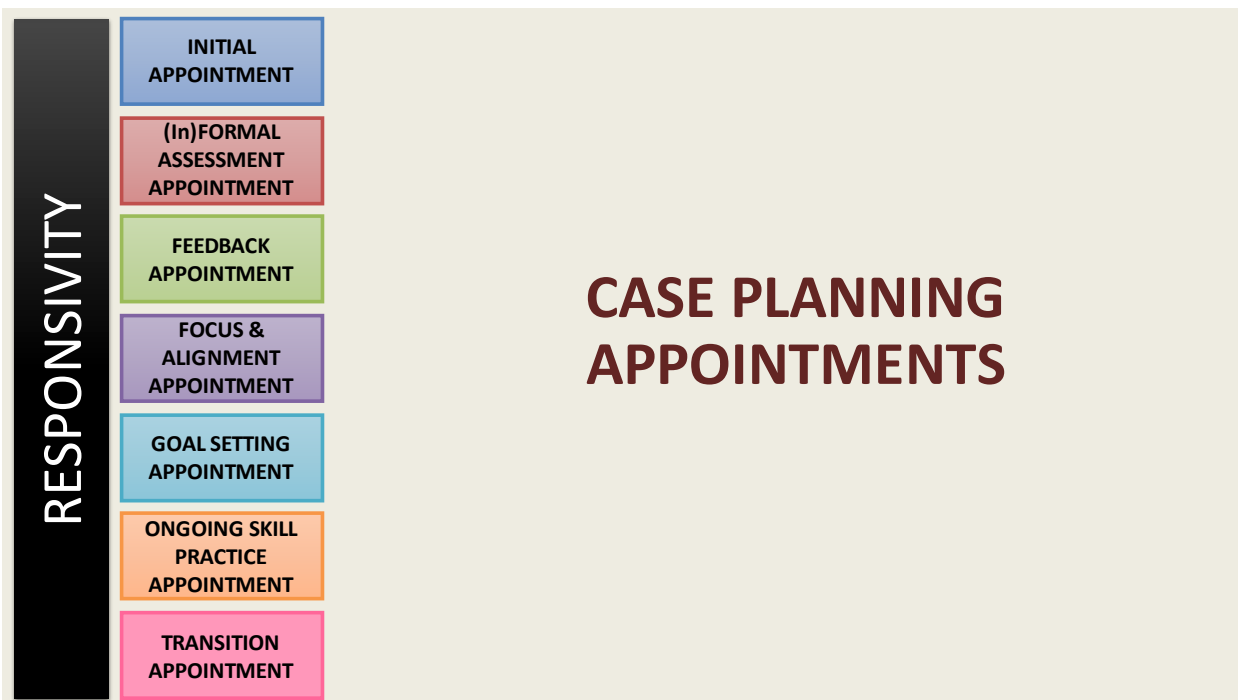 RESPONSIVITY
INITIAL
APPOINTMENT
(In)FORMAL
ASSESSMENT
APPOINTMENT
FEEDBACK
APPOINTMENT
FOCUS &
ALIGNMENT
APPOINTMENT
GOAL SETTING
APPOINTMENT
ONGOING SKILL
PRACTICE
APPOINTMENT
TRANSITION
APPOINTMENT
CASE PLANNING
APPOINTMENTS